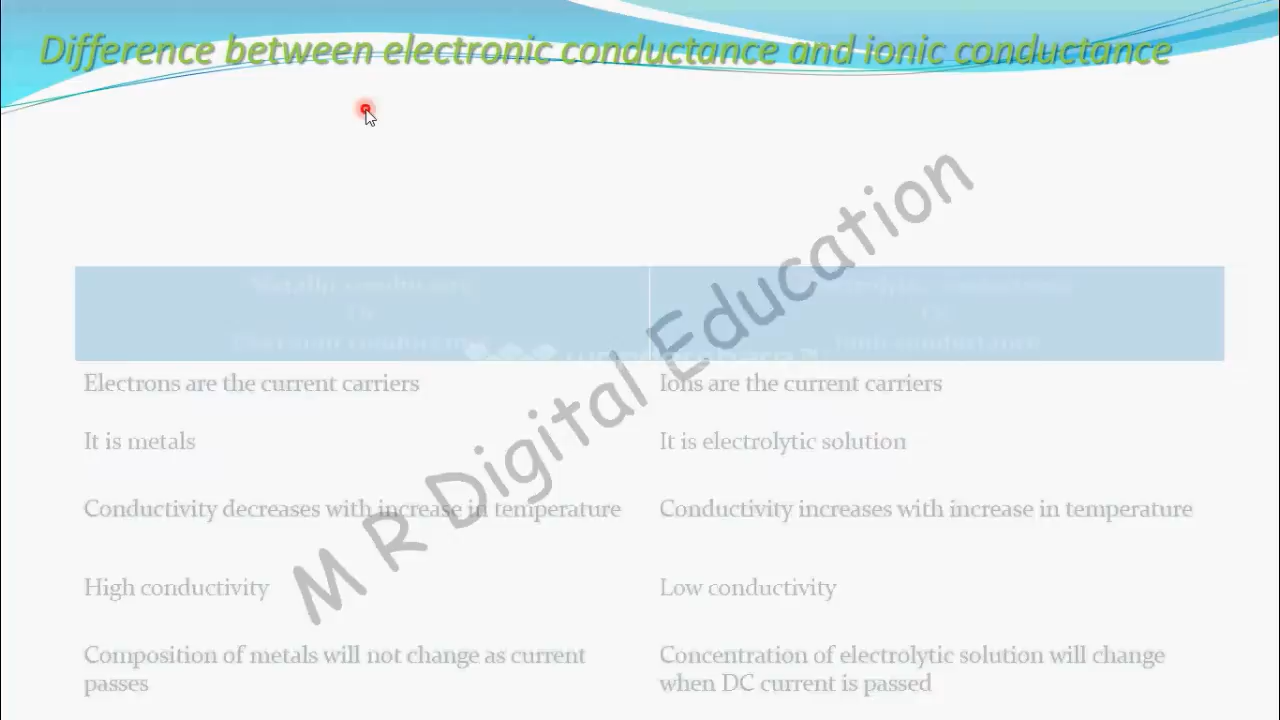 Difference between electronic conductance and ionic conductance
Electrons are the current carriers
Ions are the current carriers
It is metals
It is electrolytic solution
Conductivity decreases with increase in temperature
Conductivity increases with increase in temperature
High conductivity
Low conductivity
Composition of metals will not change as current
passes
Concentration of electrolytic solution will change
when DC current is passed
M R Digital Education